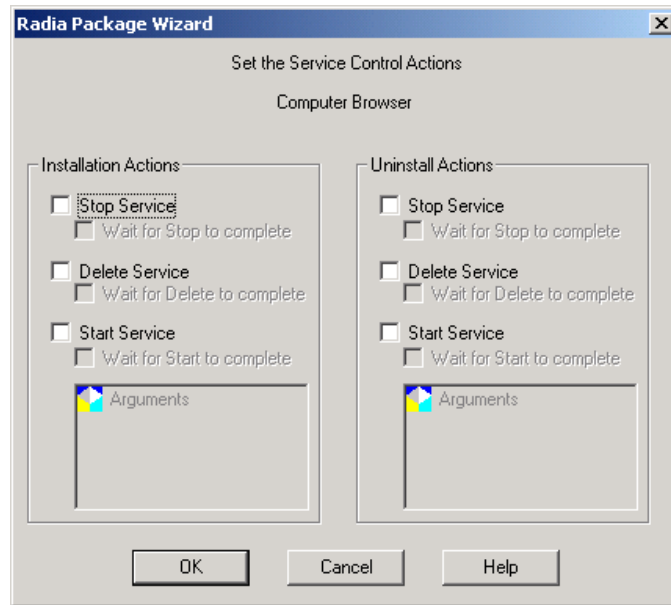 Radia Package Wizard
Set the Service Control Actions
Computer Browser
Installation Actions
Stop Service
Wait for Stop to complete
Delete Service
Wait for Delete to complete
Start Service
Wait for Start to complete
Arguments
Uninstall Actions
Stop Service
Wait for Stop to complete
Delete Service
Wait for Delete to complete
Start Service
Wait for Start to complete
Arguments
OK
Cancel
Help